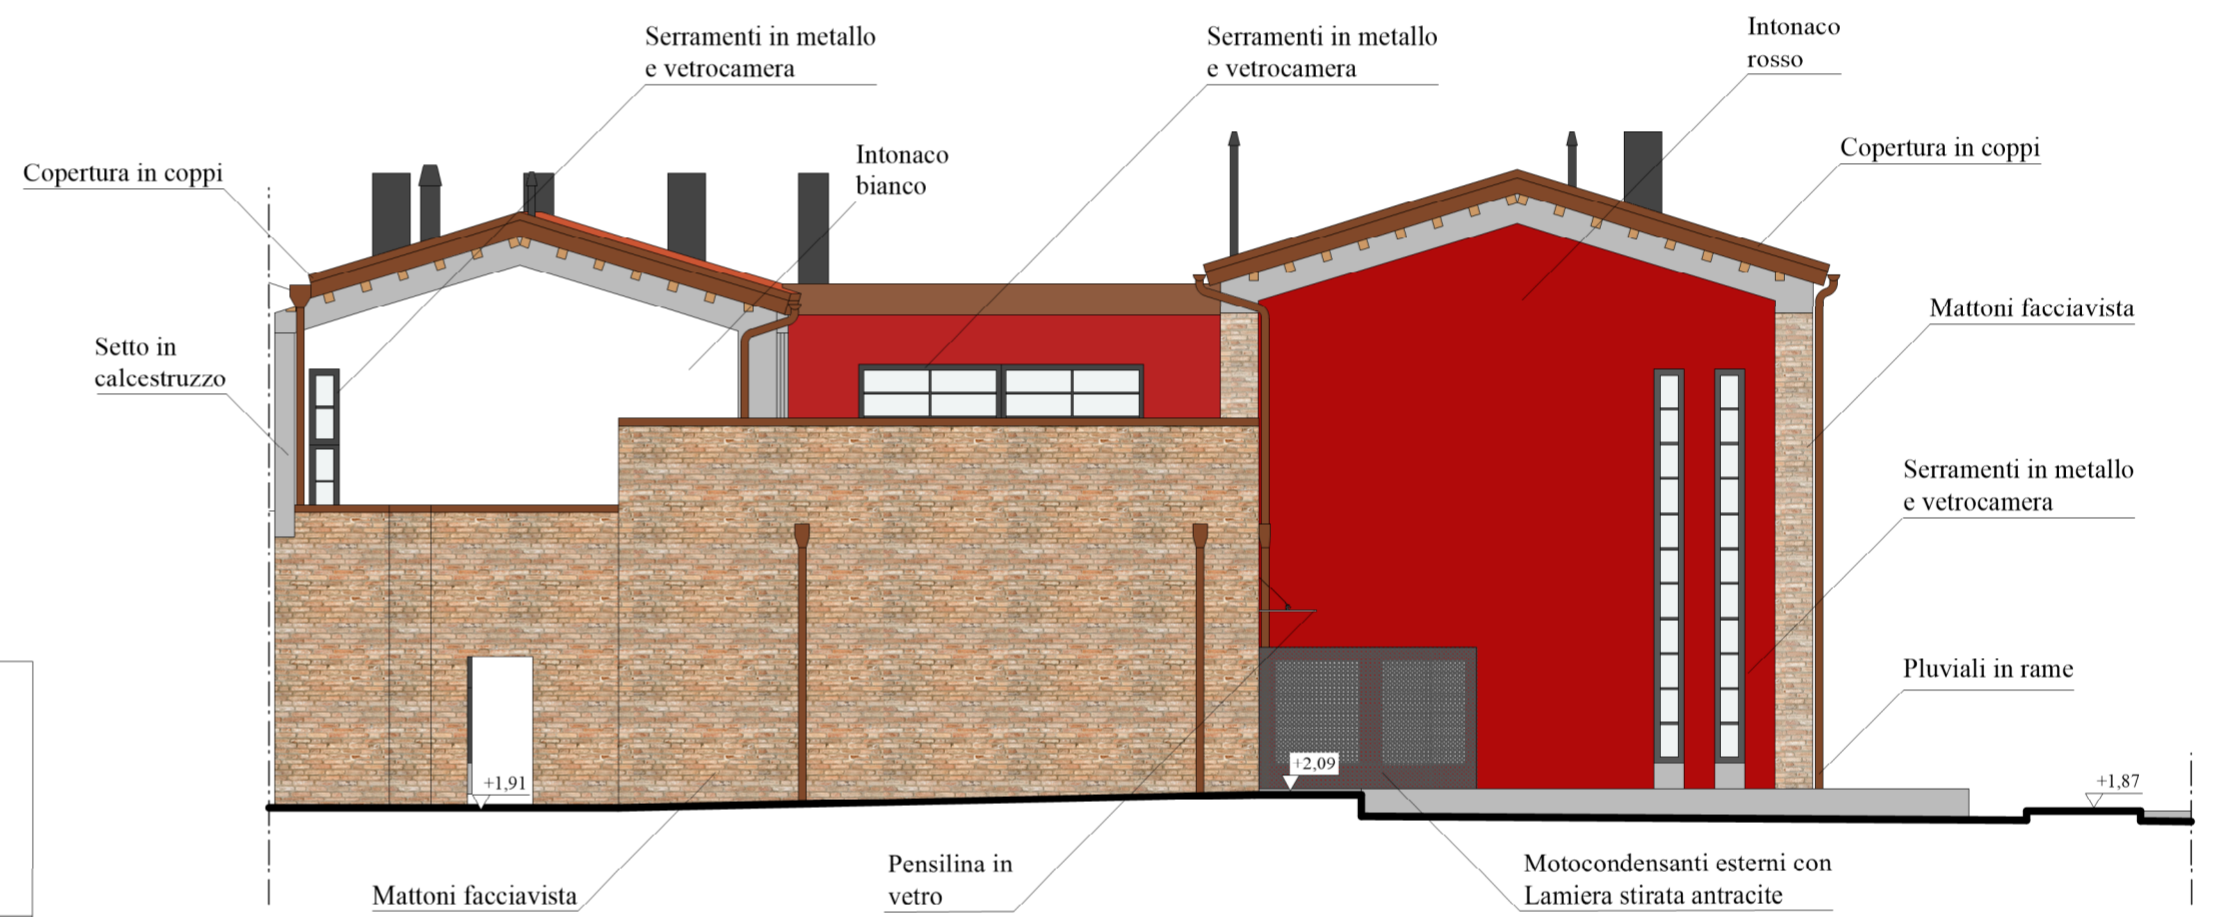 Serramenti in metallo
e vetrocamera
Serramenti in metallo
e vetrocamera
Intonaco
rosso
Copertura in coppi
Intonaco
bianco
Copertura in coppi
Setto in
calcestruzzo
Mattoni facciavista
Serramenti in metallo
e vetrocamera
Pluviali in rame
+1,91
+2,09
+1,87
Mattoni facciavista
Pensilina in
vetro
Motocondensanti esterni con
Lamiera stirata antracite